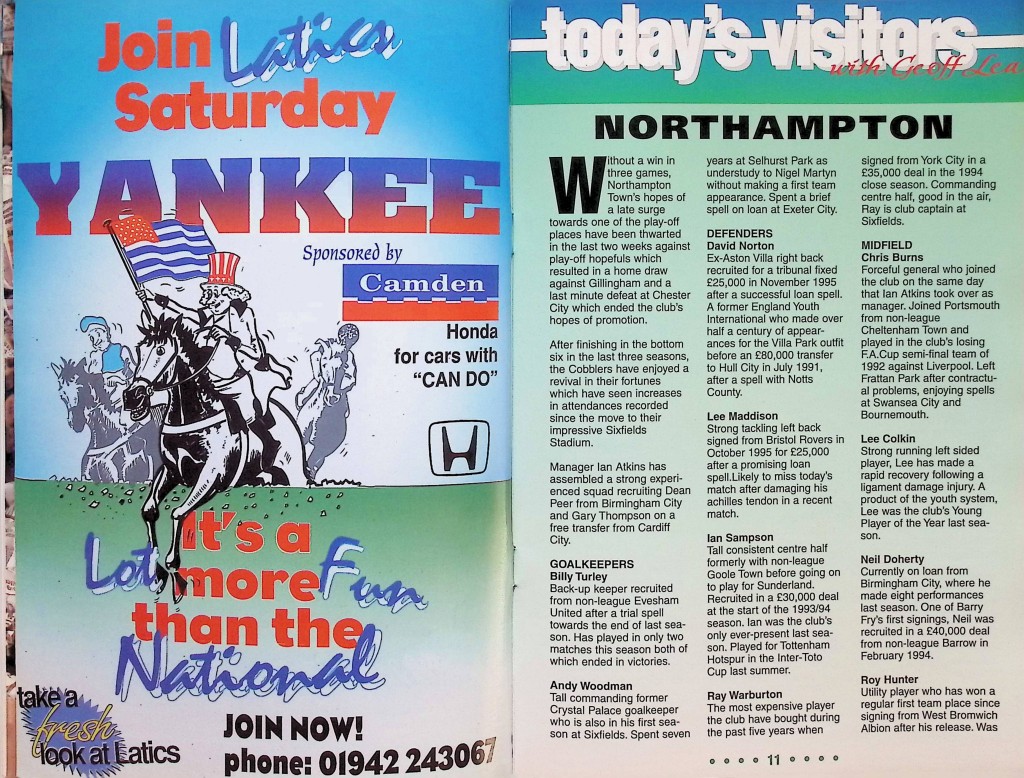 Join Latics
Saturday
YANKEE
Sponsored by
Camden
Honda
for cars with
“CAN DO”
It's a
Lot more Fun
than the
National
take a
fresh
look at Latics
JOIN NOW!
phone: 01942 243067
today's visitors
with Geoff Lea
NORTHAMPTON
Without a win in
three games,
Northampton
Town's hopes of
a late surge
towards one of the play-off
places have been thwarted
in the last two weeks against
play-off hopefuls which
resulted in a home draw
against Gillingham and a
last minute defeat at Chester
City which ended the club's
hopes of promotion.
After finishing in the bottom
six in the last three seasons,
the Cobblers have enjoyed a
revival in their fortunes
which have seen increases
in attendances recorded
since the move to their
impressive Sixfields
Stadium.
Manager Ian Atkins has
assembled a strong experi-
enced squad recruiting Dean
Peer from Birmingham City
and Gary Thompson on a
free transfer from Cardiff
City.
GOALKEEPERS
Billy Turley
Back-up keeper recruited
from non-league Evesham
United after a trial spell
towards the end of last sea-
son. Has played in only two
matches this season both of
which ended in victories.
Andy Woodman
Tall commanding former
Crystal Palace goalkeeper
who is also in his first sea-
son at Sixfields. Spent seven
years at Selhurst Park as
understudy to Nigel Martyn
without making a first team
appearance. Spent a brief
spell on loan at Exeter City.
DEFENDERS
David Norton
Ex-Aston Villa right back
recruited for a tribunal fixed
£25,000 in November 1995
after a successful loan spell.
A former England Youth
International who made over
half a century of appear-
ances for the Villa Park outfit
before an £80,000 transfer
to Hull City in July 1991,
after a spell with Notts
County.
Lee Maddison
Strong tackling left back
signed from Bristol Rovers in
October 1995 for £25,000
after a promising loan
spell.Likely to miss today's
match after damaging his
achilles tendon in a recent
match.
Ian Sampson
Tall consistent centre half
formerly with non-league
Goole Town before going on
to play for Sunderland.
Recruited in a £30,000 deal
at the start of the 1993/94
season. Ian was the club's
only ever-present last sea-
son. Played for Tottenham
Hotspur in the Inter-Toto
Cup last summer.
Ray Warburton
The most expensive player
the club have bought during
the past five years when
signed from York City in a
£35,000 deal in the 1994
close season. Commanding
centre half, good in the air,
Ray is club captain at
Sixfields.
MIDFIELD
Chris Burns
Forceful general who joined
the club on the same day
that Ian Atkins took over as
manager. Joined Portsmouth
from non-league
Cheltenham Town and
played in the club's losing
F.A.Cup semi-final team of
1992 against Liverpool. Left
Frattan Park after contractu-
al problems, enjoying spells
at Swansea City and
Bournemouth.
Lee Colkin
Strong running left sided
player, Lee has made a
rapid recovery following a
ligament damage injury. A
product of the youth system,
Lee was the club's Young
Player of the Year last sea-
son.
Neil Doherty
Currently on loan from
Birmingham City, where he
made eight performances
last season. One of Barry
Fry's first signings, Neil was
recruited in a £40,000 deal
from non-league Barrow in
February 1994.
Roy Hunter
Utility player who has won a
regular first team place since
signing from West Bromwich
Albion after his release. Was
11